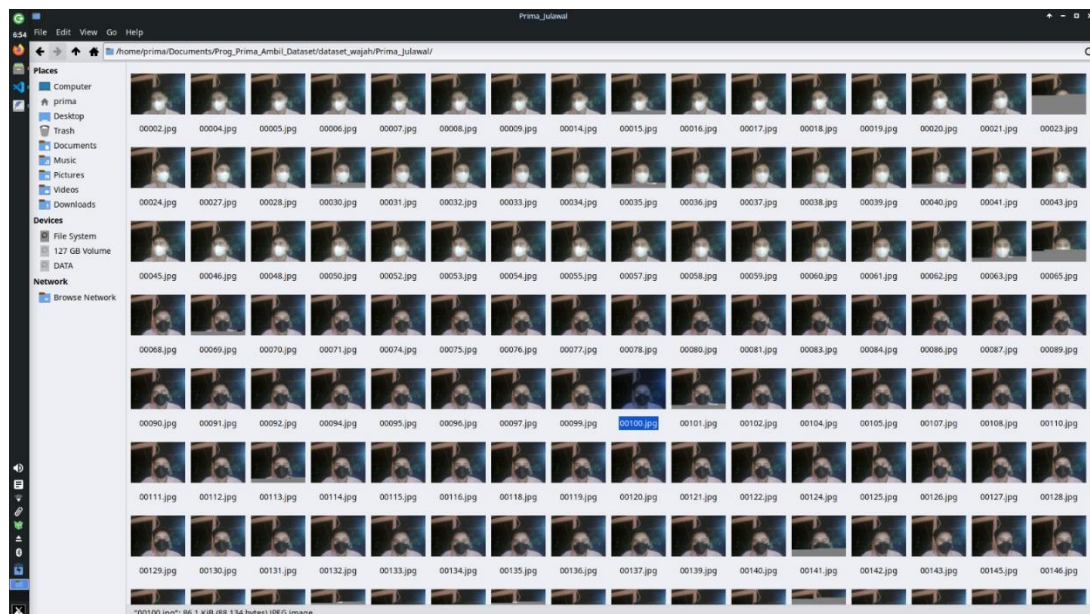 Prima_Julawal
6:54
File Edit View Go Help
/home/prima/Documents/Prog_Prima_Ambil_Dataset/dataset_wajah/Prima_Julawal/
Places
Computer
prima
Desktop
Trash
Documents
Music
Pictures
Videos
Downloads
Devices
File System
127 GB Volume
DATA
Network
Browse Network
00002.jpg 00004.jpg 00005.jpg 00006.jpg 00007.jpg 00008.jpg 00009.jpg 00014.jpg 00015.jpg 00016.jpg 00017.jpg 00018.jpg 00019.jpg 00020.jpg 00021.jpg 00023.jpg
00024.jpg 00027.jpg 00028.jpg 00030.jpg 00031.jpg 00032.jpg 00033.jpg 00034.jpg 00035.jpg 00036.jpg 00037.jpg 00038.jpg 00039.jpg 00040.jpg 00041.jpg 00043.jpg
00045.jpg 00046.jpg 00048.jpg 00050.jpg 00052.jpg 00053.jpg 00054.jpg 00055.jpg 00057.jpg 00058.jpg 00059.jpg 00060.jpg 00061.jpg 00062.jpg 00063.jpg 00065.jpg
00068.jpg 00069.jpg 00070.jpg 00071.jpg 00074.jpg 00075.jpg 00076.jpg 00077.jpg 00078.jpg 00080.jpg 00081.jpg 00083.jpg 00084.jpg 00086.jpg 00087.jpg 00089.jpg
00090.jpg 00091.jpg 00092.jpg 00094.jpg 00095.jpg 00096.jpg 00097.jpg 00099.jpg 00100.jpg 00101.jpg 00102.jpg 00104.jpg 00105.jpg 00107.jpg 00108.jpg 00110.jpg
00111.jpg 00112.jpg 00113.jpg 00114.jpg 00115.jpg 00116.jpg 00118.jpg 00119.jpg 00120.jpg 00121.jpg 00122.jpg 00124.jpg 00125.jpg 00126.jpg 00127.jpg 00128.jpg
00129.jpg 00130.jpg 00131.jpg 00132.jpg 00133.jpg 00134.jpg 00135.jpg 00136.jpg 00137.jpg 00139.jpg 00140.jpg 00141.jpg 00142.jpg 00143.jpg 00145.jpg 00146.jpg
"00100.jpg": 86.1 KiB (88,134 bytes) JPEG image